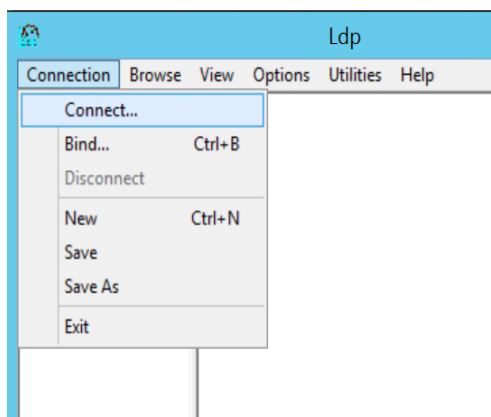 Ldp
Connection Browse View Options Utilities Help
Connect...
Bind... Ctrl+B
Disconnect
New Ctrl+N
Save
Save As
Exit